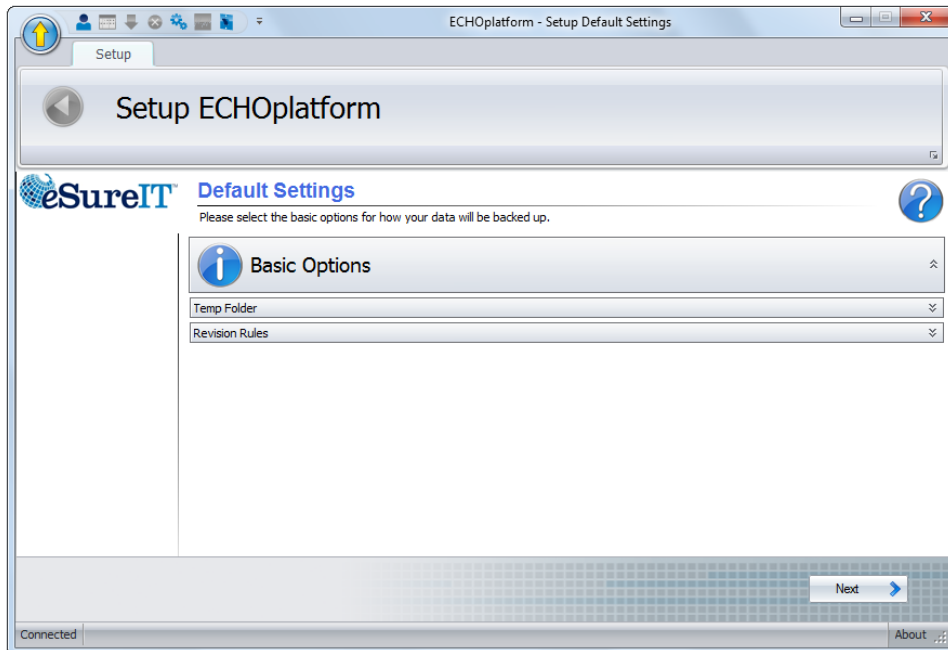 ECHOplatform - Setup Default Settings
Setup
Setup ECHOplatform
eSureIT
Default Settings
Please select the basic options for how your data will be backed up.
Basic Options
Temp Folder
Revision Rules
Next
Connected
About